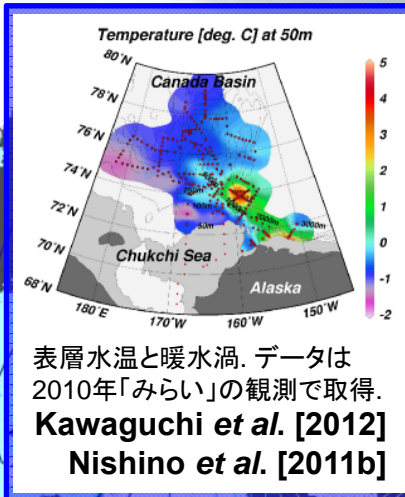 Temperature [deg. C] at 50m
80°N
Canada Basin
78°N
76°N
74°N
72°N
70°N
68°N
50m
3000m
Chukchi Sea
Alaska
180°E
170°W
160°W
150°W
5
4
3
2
1
0
-1
-2
表層水温と暖水渦. データは
2010年「みらい」の観測で取得.
Kawaguchi et al. [2012]
Nishino et al. [2011b]